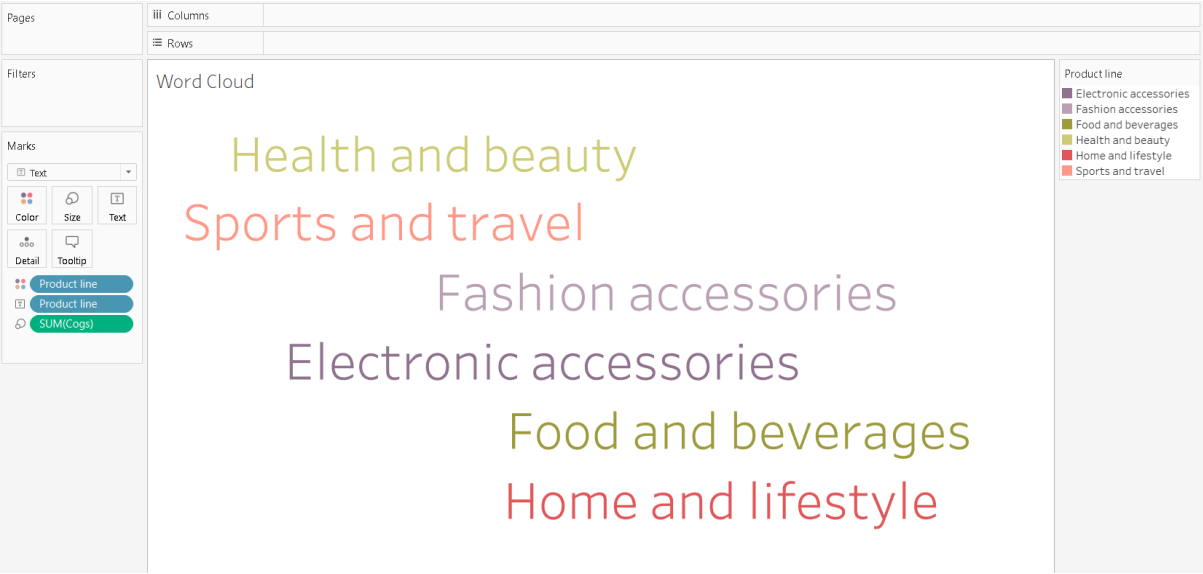 Pages
Columns
Rows
Filters
Marks
Text
Color Size Text
Detail Tooltip
Product line
Product line
SUM(Cogs)
Word Cloud
Health and beauty
Sports and travel
Fashion accessories
Electronic accessories
Food and beverages
Home and lifestyle
Product line
Electronic accessories
Fashion accessories
Food and beverages
Health and beauty
Home and lifestyle
Sports and travel